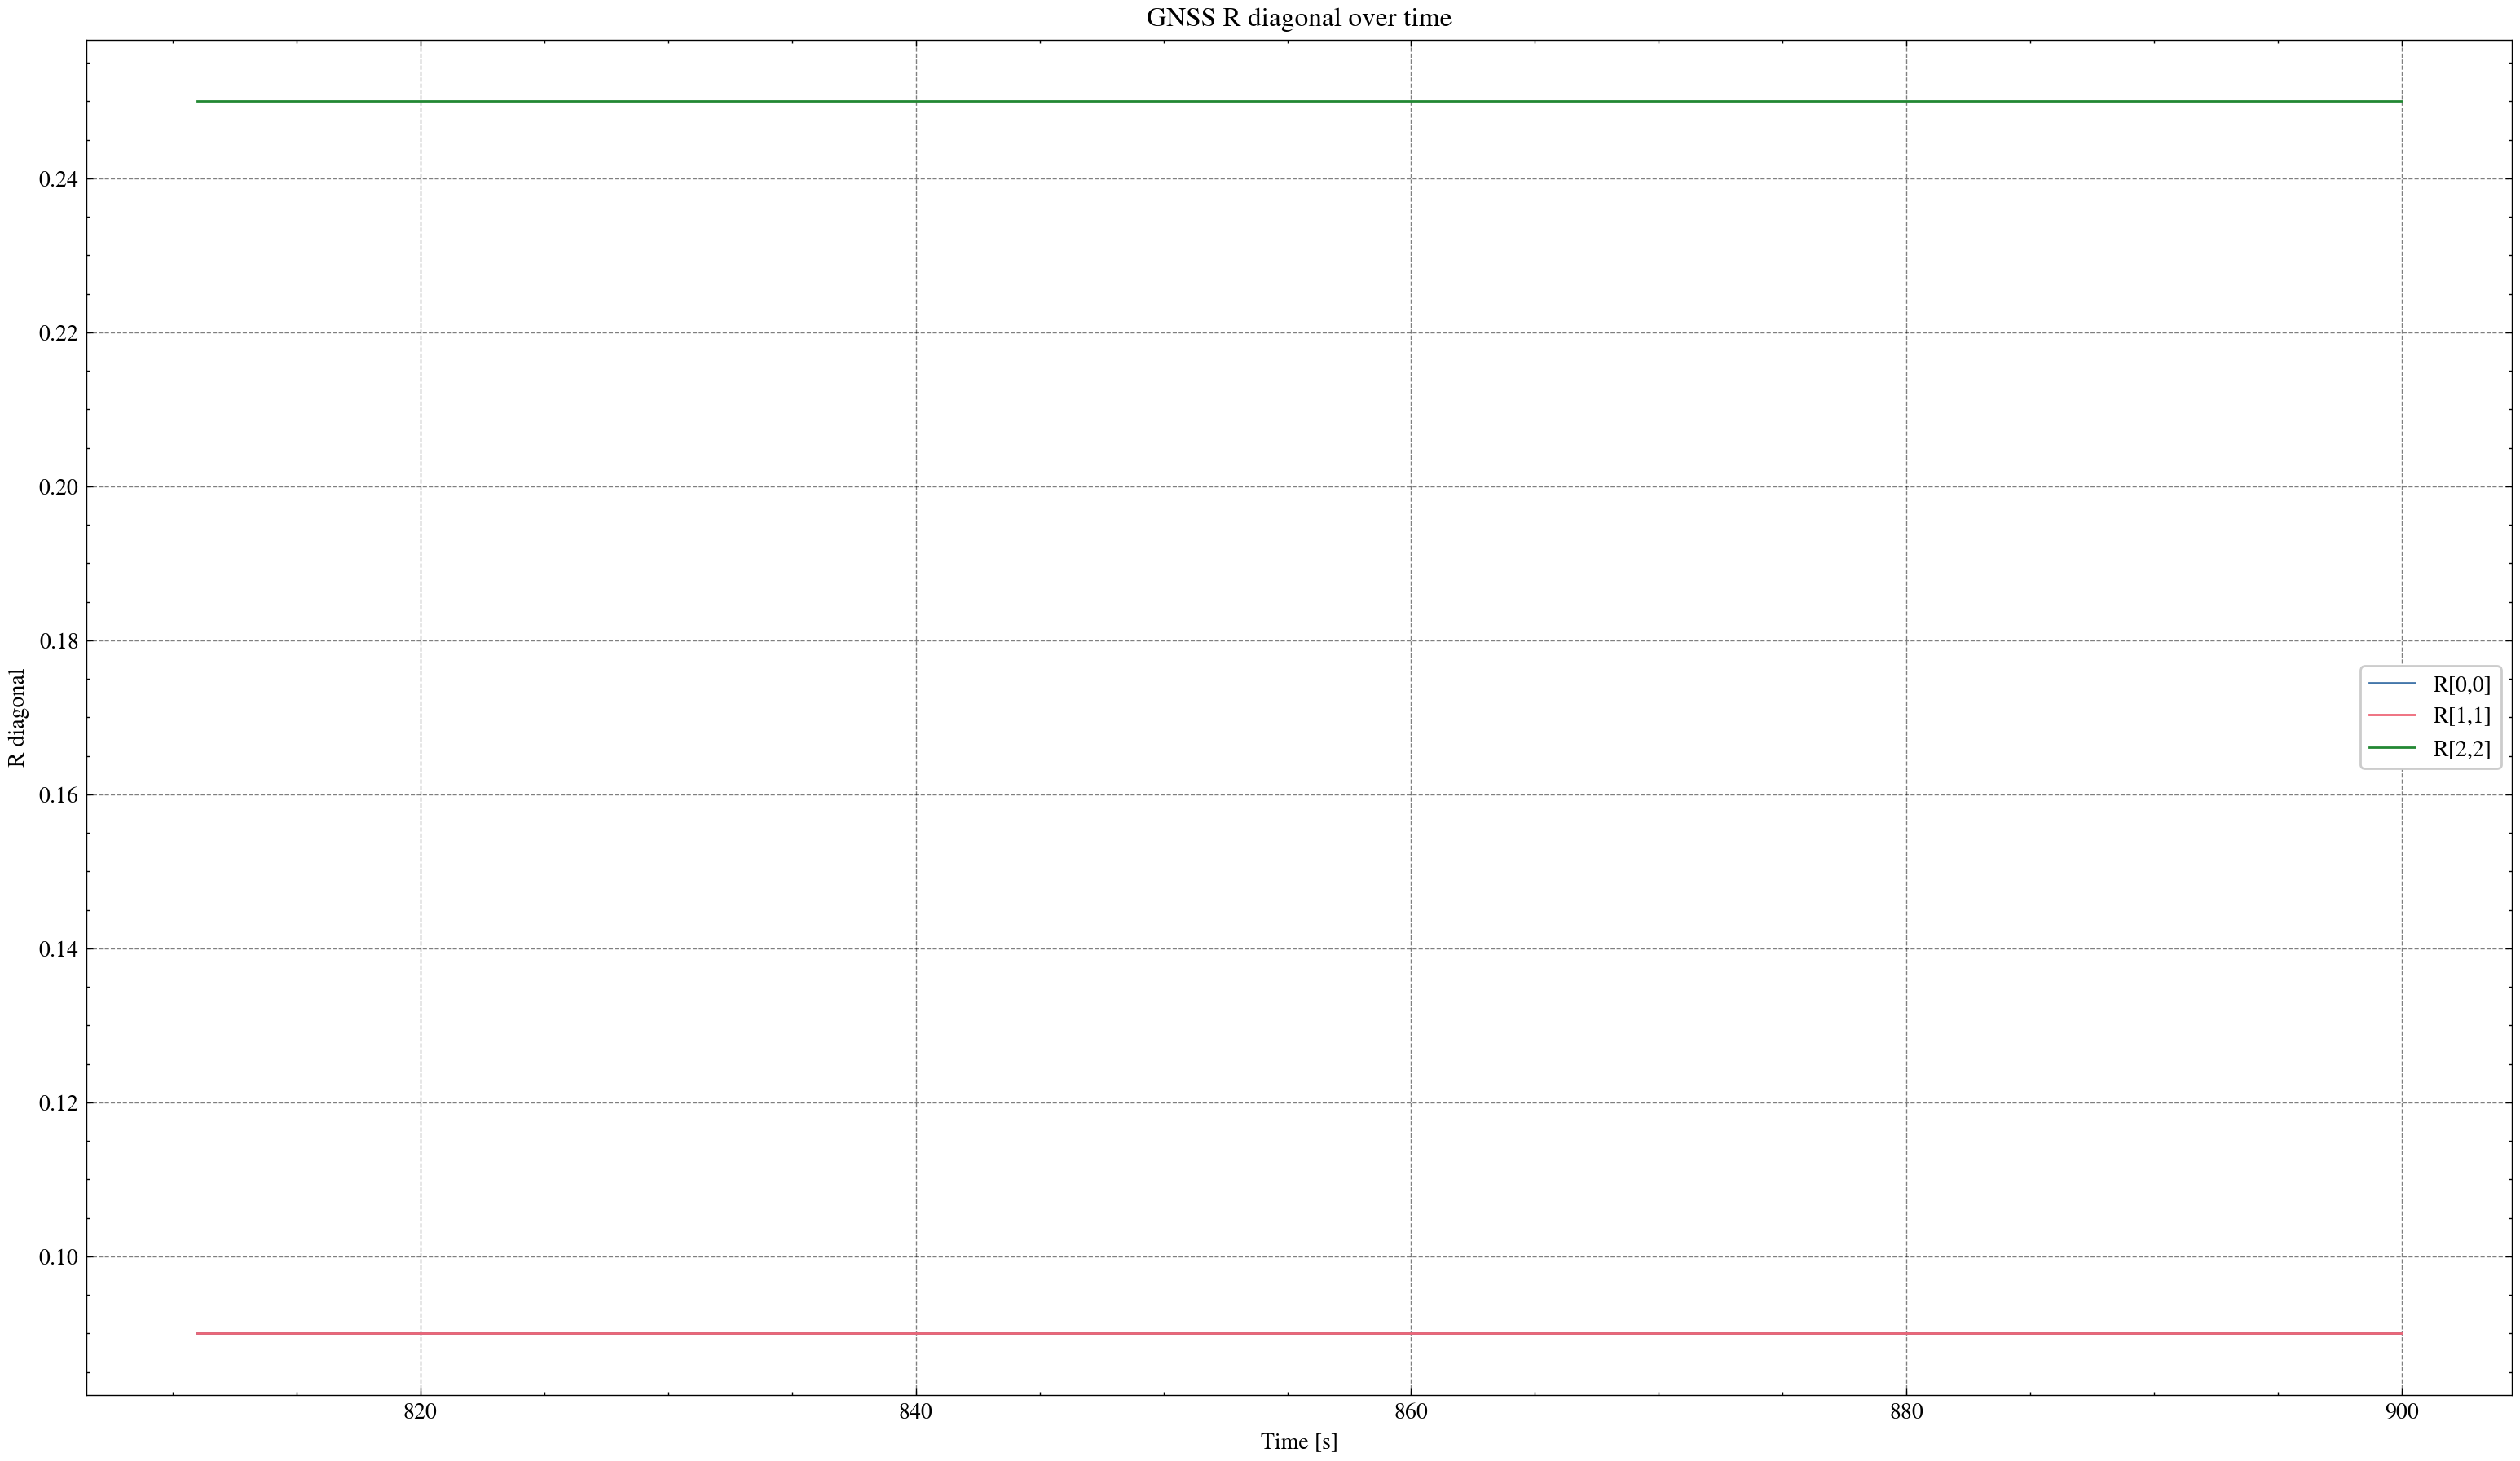 GNSS R diagonal over time
R diagonal
0.24
0.22
0.20
0.18
0.16
0.14
0.12
0.10
R[0,0]
R[1,1]
R[2,2]
820 840 860 880 900
Time [s]